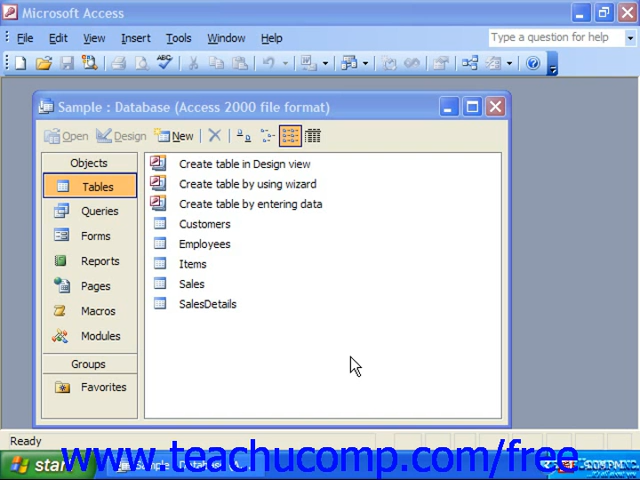 Microsoft Access
File Edit View Insert Tools Window Help
Type a question for help
ABC
Sample : Database (Access 2000 file format)
Open Design New
Objects
Tables
Queries
Forms
Reports
Pages
Macros
Modules
Groups
Favorites
Create table in Design view
Create table by using wizard
Create table by entering data
Customers
Employees
Items
Sales
SalesDetails
Ready
start
www.teachucomp.com/free